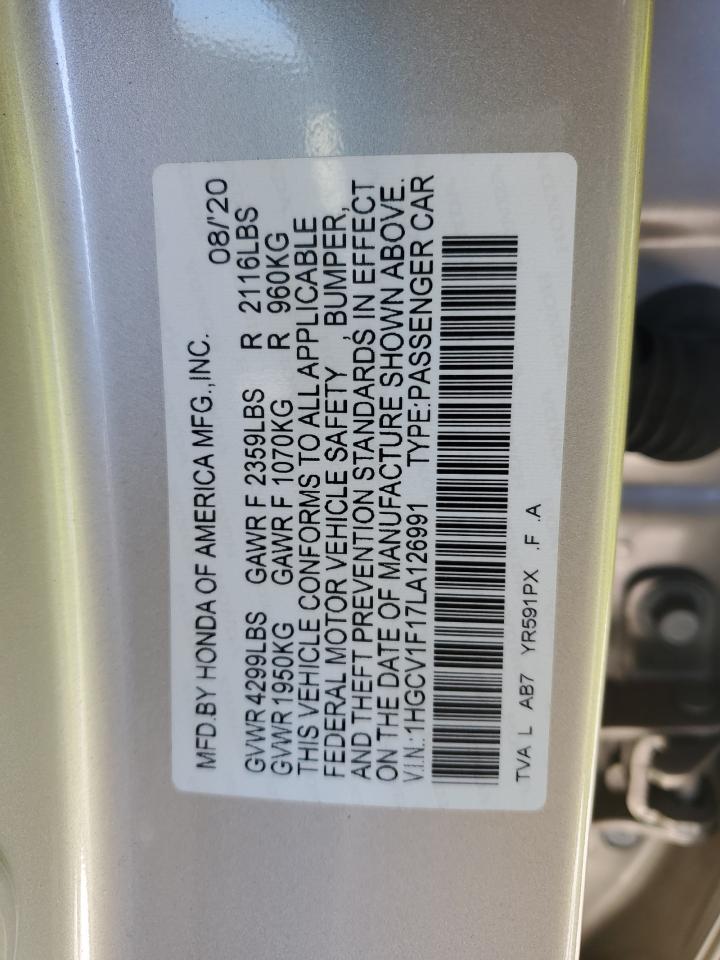 MFD.BY HONDA OF AMERICA MFG.,INC. 08/'20
GVWR 4299LBS GAWR F 2359LBS R 2116LBS
GVWR 1950KG GAWR F 1070KG R 960KG
THIS VEHICLE CONFORMS TO ALL APPLICABLE
FEDERAL MOTOR VEHICLE SAFETY , BUMPER,
AND THEFT PREVENTION STANDARDS, IN EFFECT
ON THE DATE OF MANUFACTURE SHOWN ABOVE.
V.I.N.:1HGCV1F17LA126991 TYPE:PASSENGER CAR
TVA L AB7 YR591PX .F .A